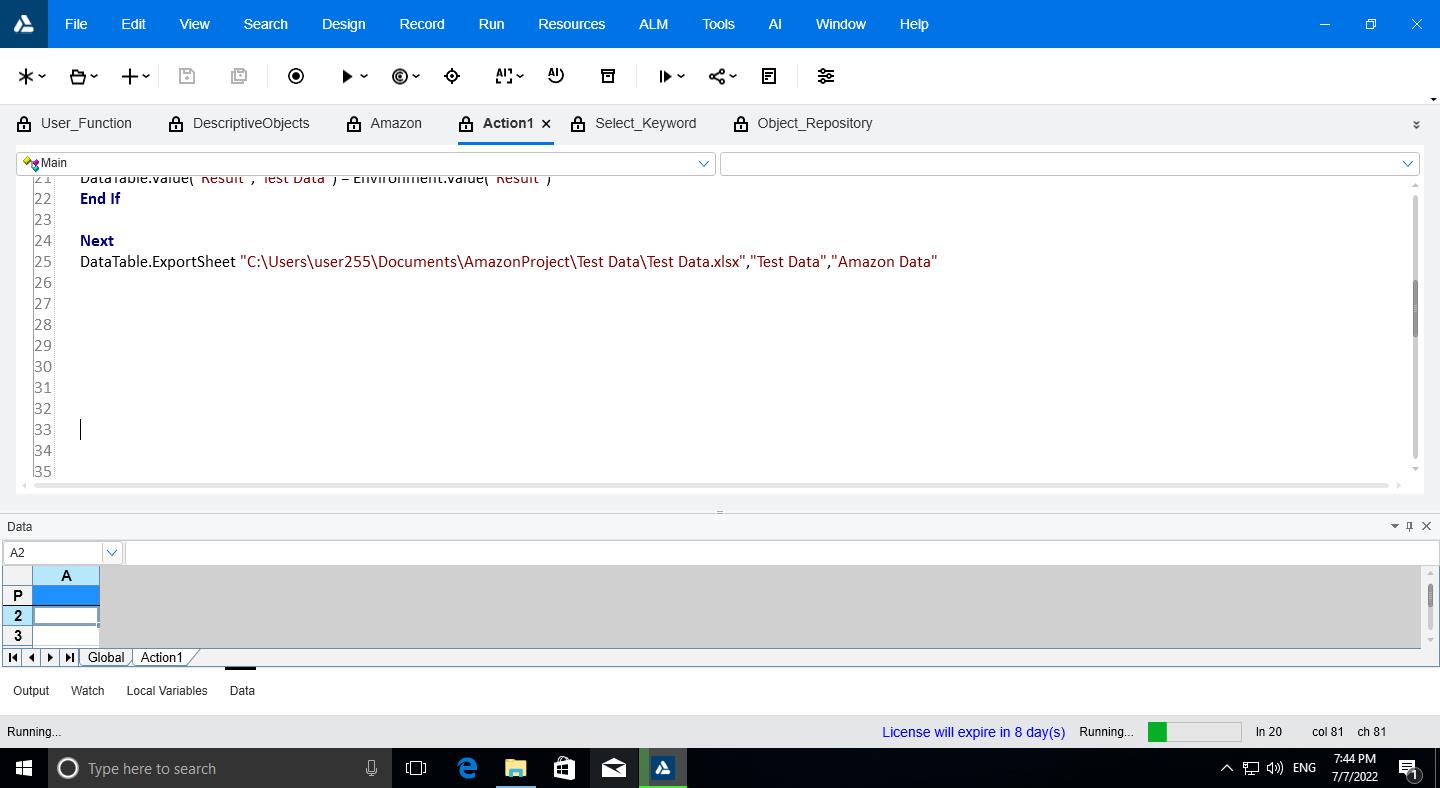 File Edit View Search Design Record Run Resources ALM Tools AI Window Help
AI AI
User_Function DescriptiveObjects Amazon Action1 Select_Keyword Object_Repository
Main
21 DataTable.Value("Result", "Test Data") = Environment.Value("Result")
22 End If
23
24 Next
25 DataTable.ExportSheet "C:\Users\user255\Documents\AmazonProject\Test Data\Test Data.xlsx","Test Data","Amazon Data"
26
27
28
29
30
31
32
33
34
35
Data
A2
A
P
2
3
Global Action1
Output Watch Local Variables Data
Running... License will expire in 8 day(s) Running... ln 20 col 81 ch 81
Type here to search ENG 7:44 PM
7/7/2022 1